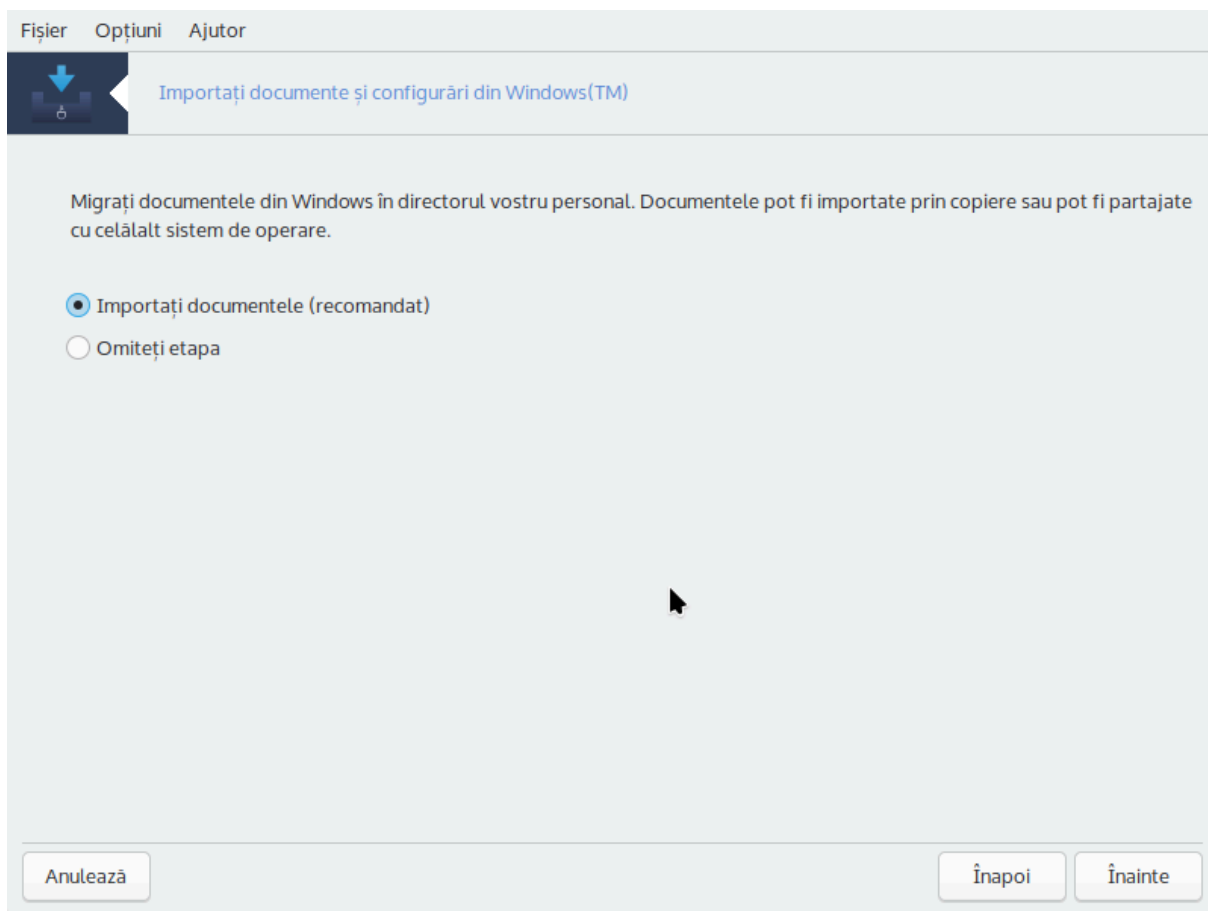 Fișier Opțiuni Ajutor
Importați documente și configurări din Windows(TM)
Migrați documentele din Windows în directorul vostru personal. Documentele pot fi importate prin copiere sau pot fi partajate
cu celălalt sistem de operare.
Importați documentele (recomandat)
Omiteți etapa
Anulează Înapoi Înainte